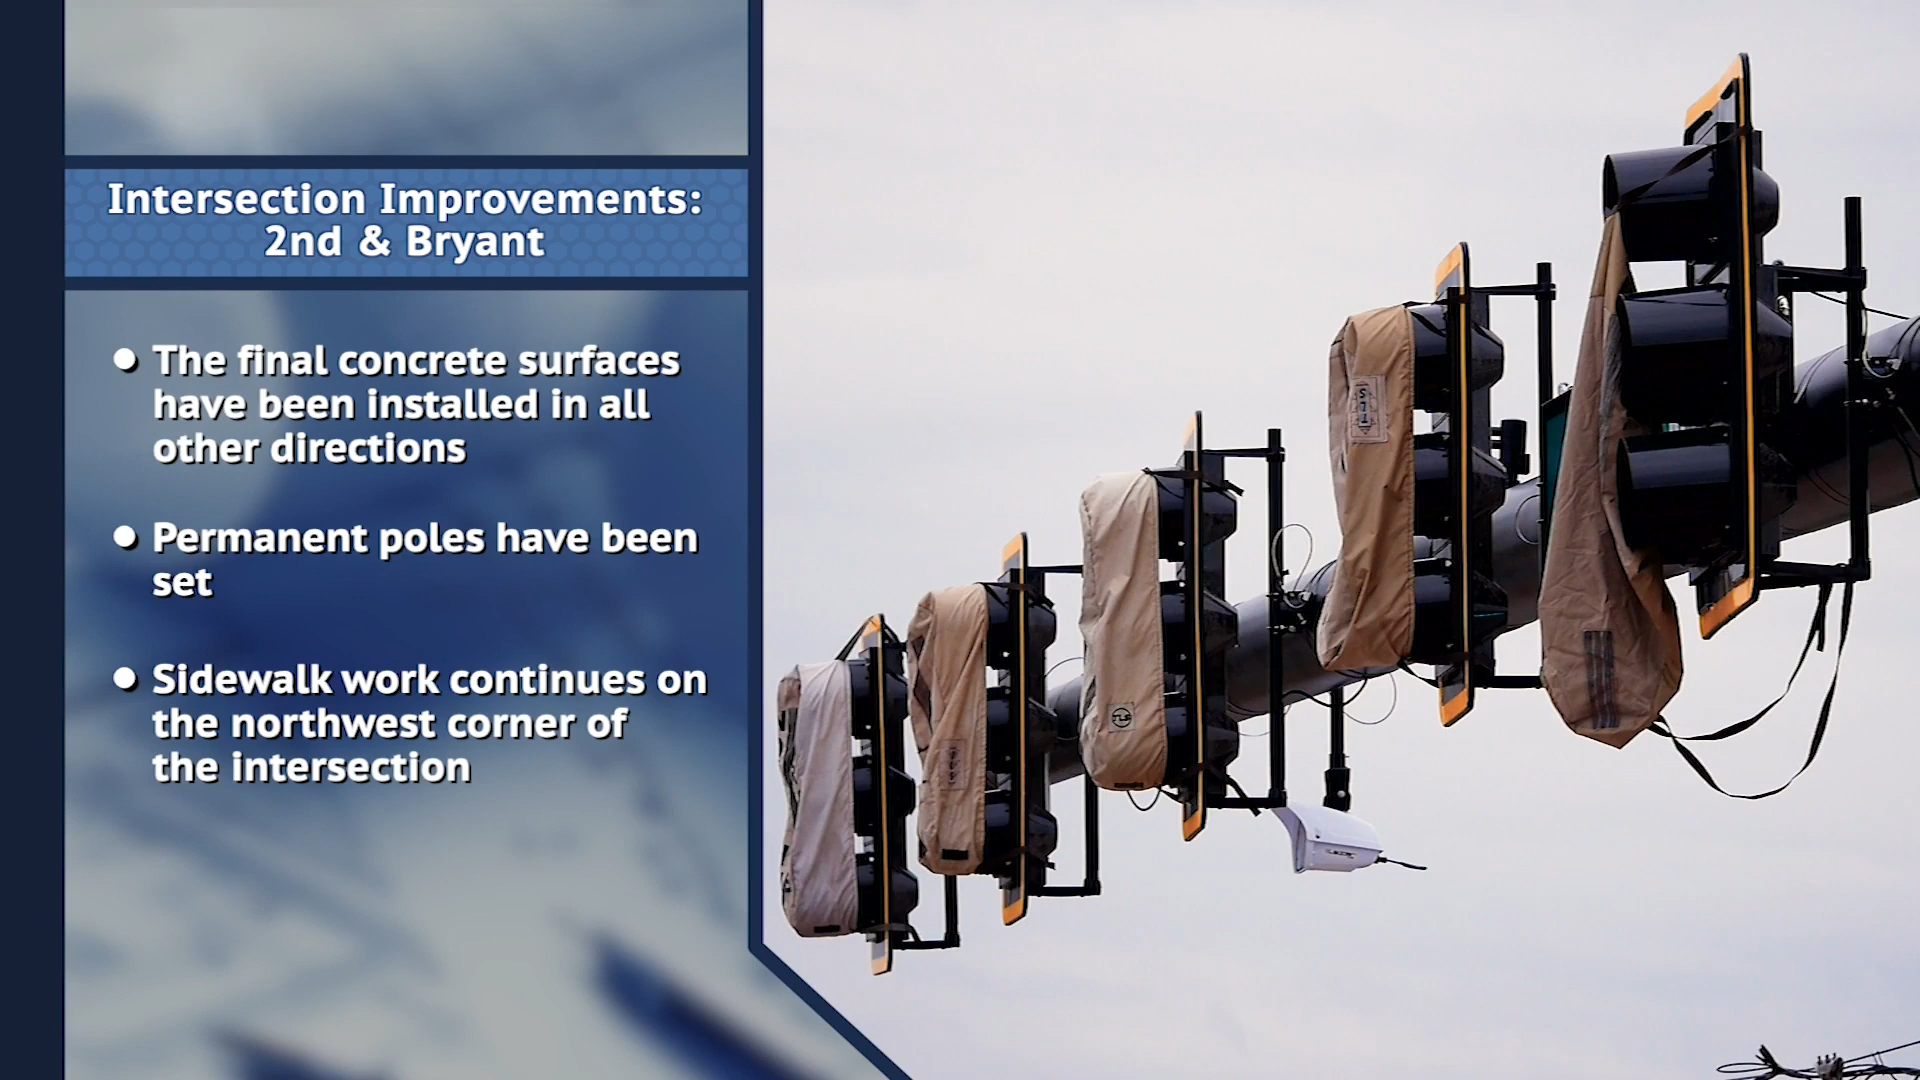 Intersection Improvements:
2nd & Bryant
The final concrete surfaces
have been installed in all
other directions
Permanent poles have been
set
Sidewalk work continues on
the northwest corner of
the intersection
TLS